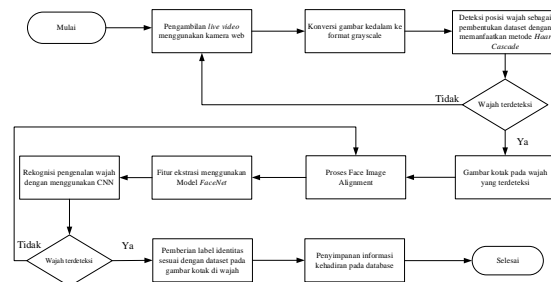 Mulai
Pengambilan live video
menggunakan kamera web
Konversi gambar kedalam ke
format grayscale
Deteksi posisi wajah sebagai
pembentukan dataset dengan
memanfaatkan metode Haar
Cascade
Tidak
Wajah terdeteksi
Ya
Rekognisi pengenalan wajah
dengan menggunakan CNN
Fitur ekstrasi menggunakan
Model FaceNet
Proses Face Image
Alignment
Gambar kotak pada wajah
yang terdeteksi
Tidak
Wajah terdeteksi
Ya
Pemberian label identitas
sesuai dengan dataset pada
gambar kotak di wajah
Penyimpanan informasi
kehadiran pada database
Selesai